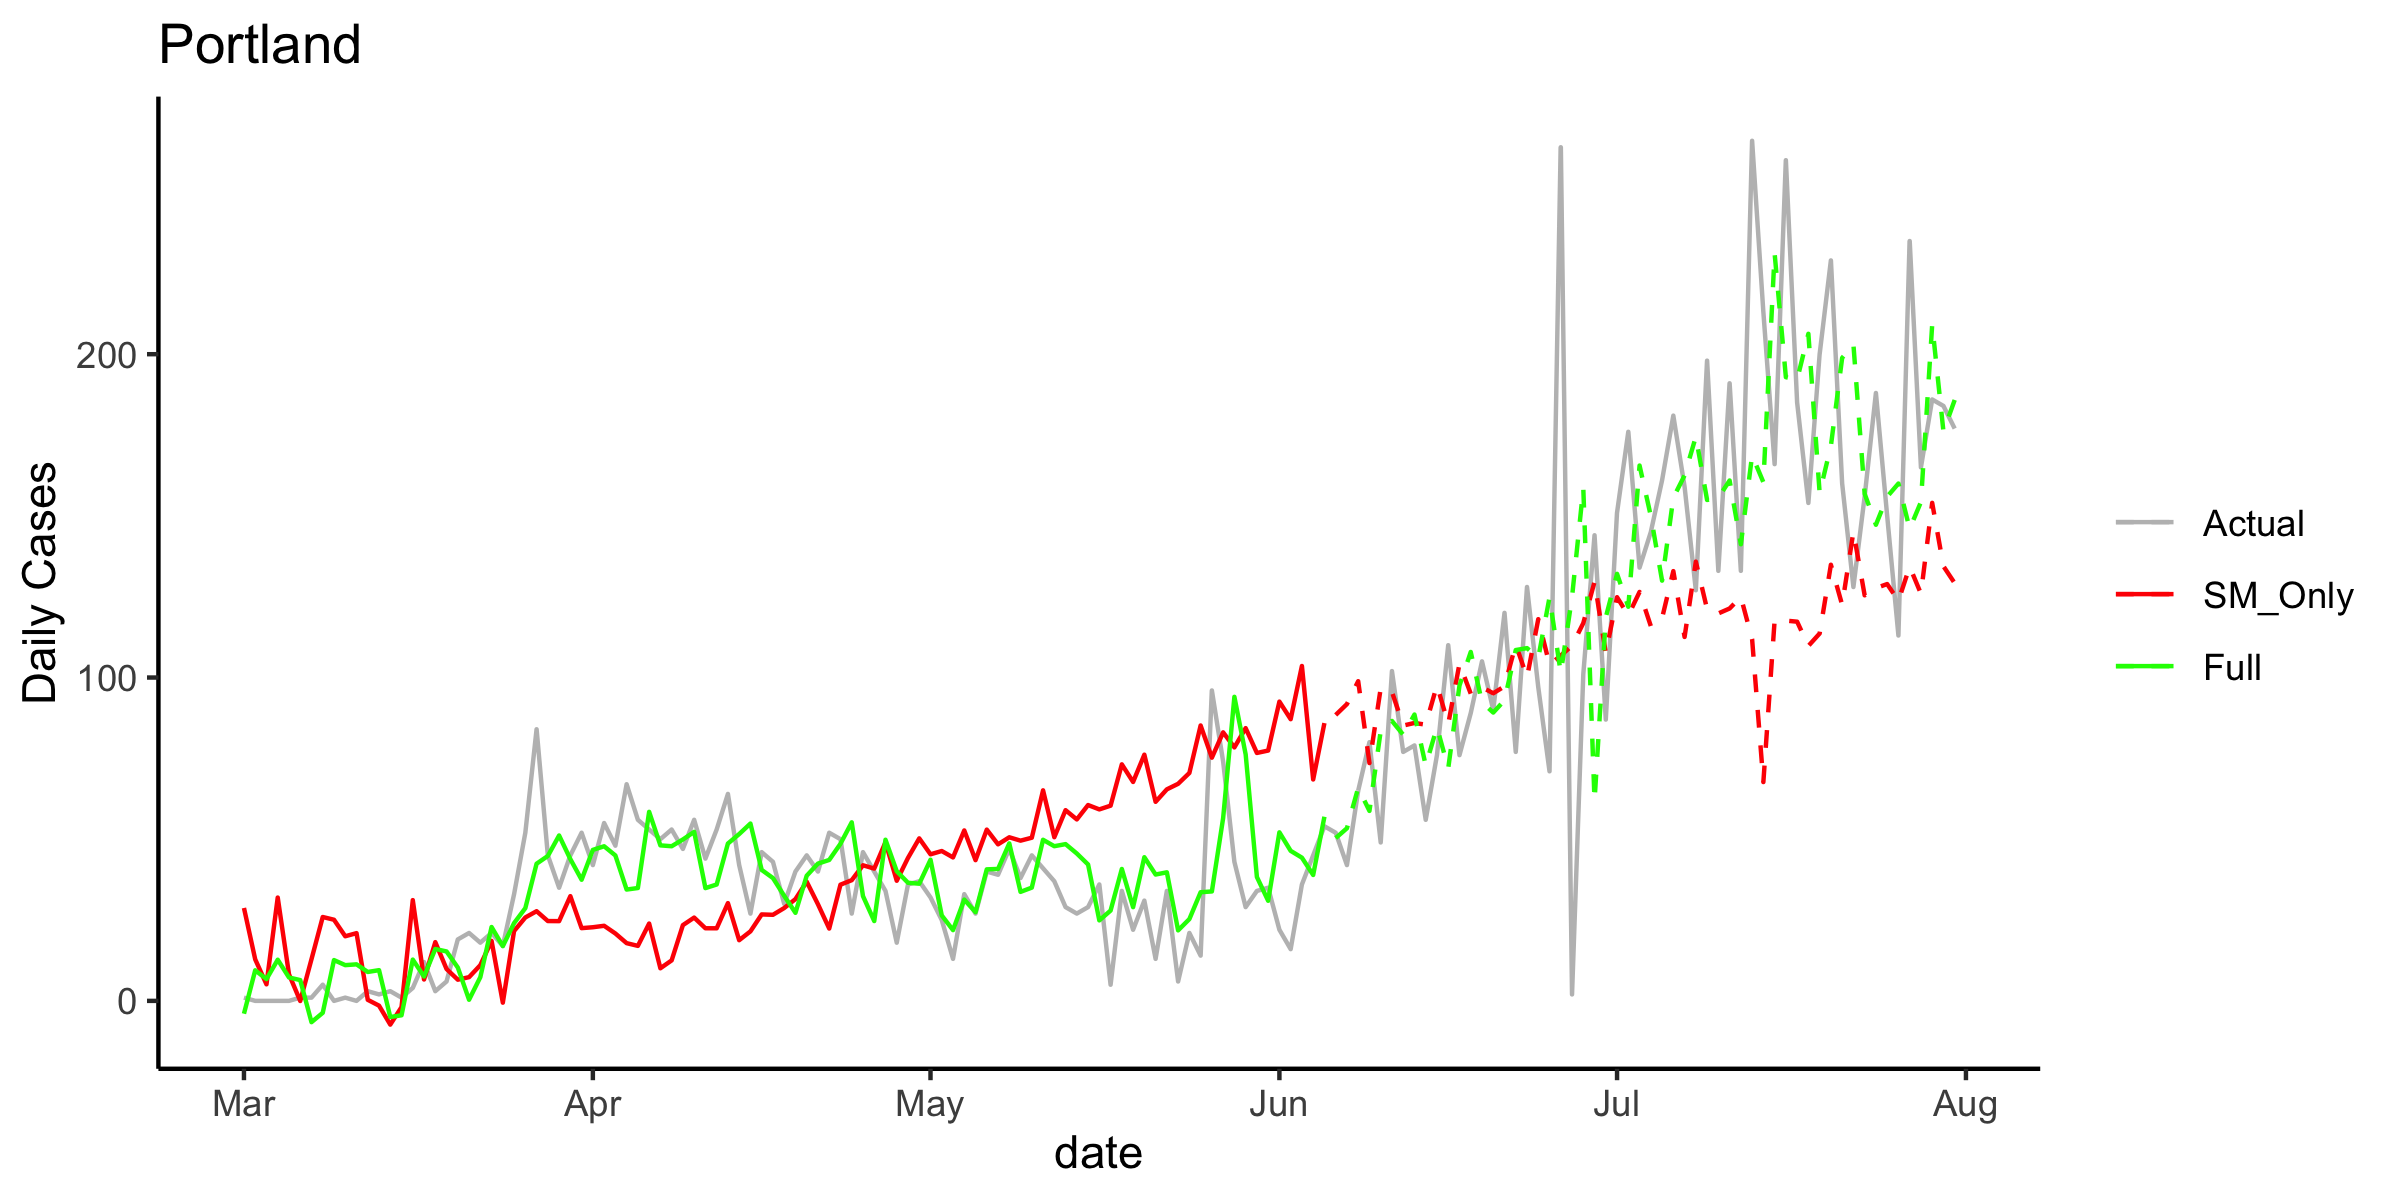 Portland
Daily Cases
200
100
0
Mar
Apr
May
Jun
Jul
Aug
date
Actual
SM_Only
Full